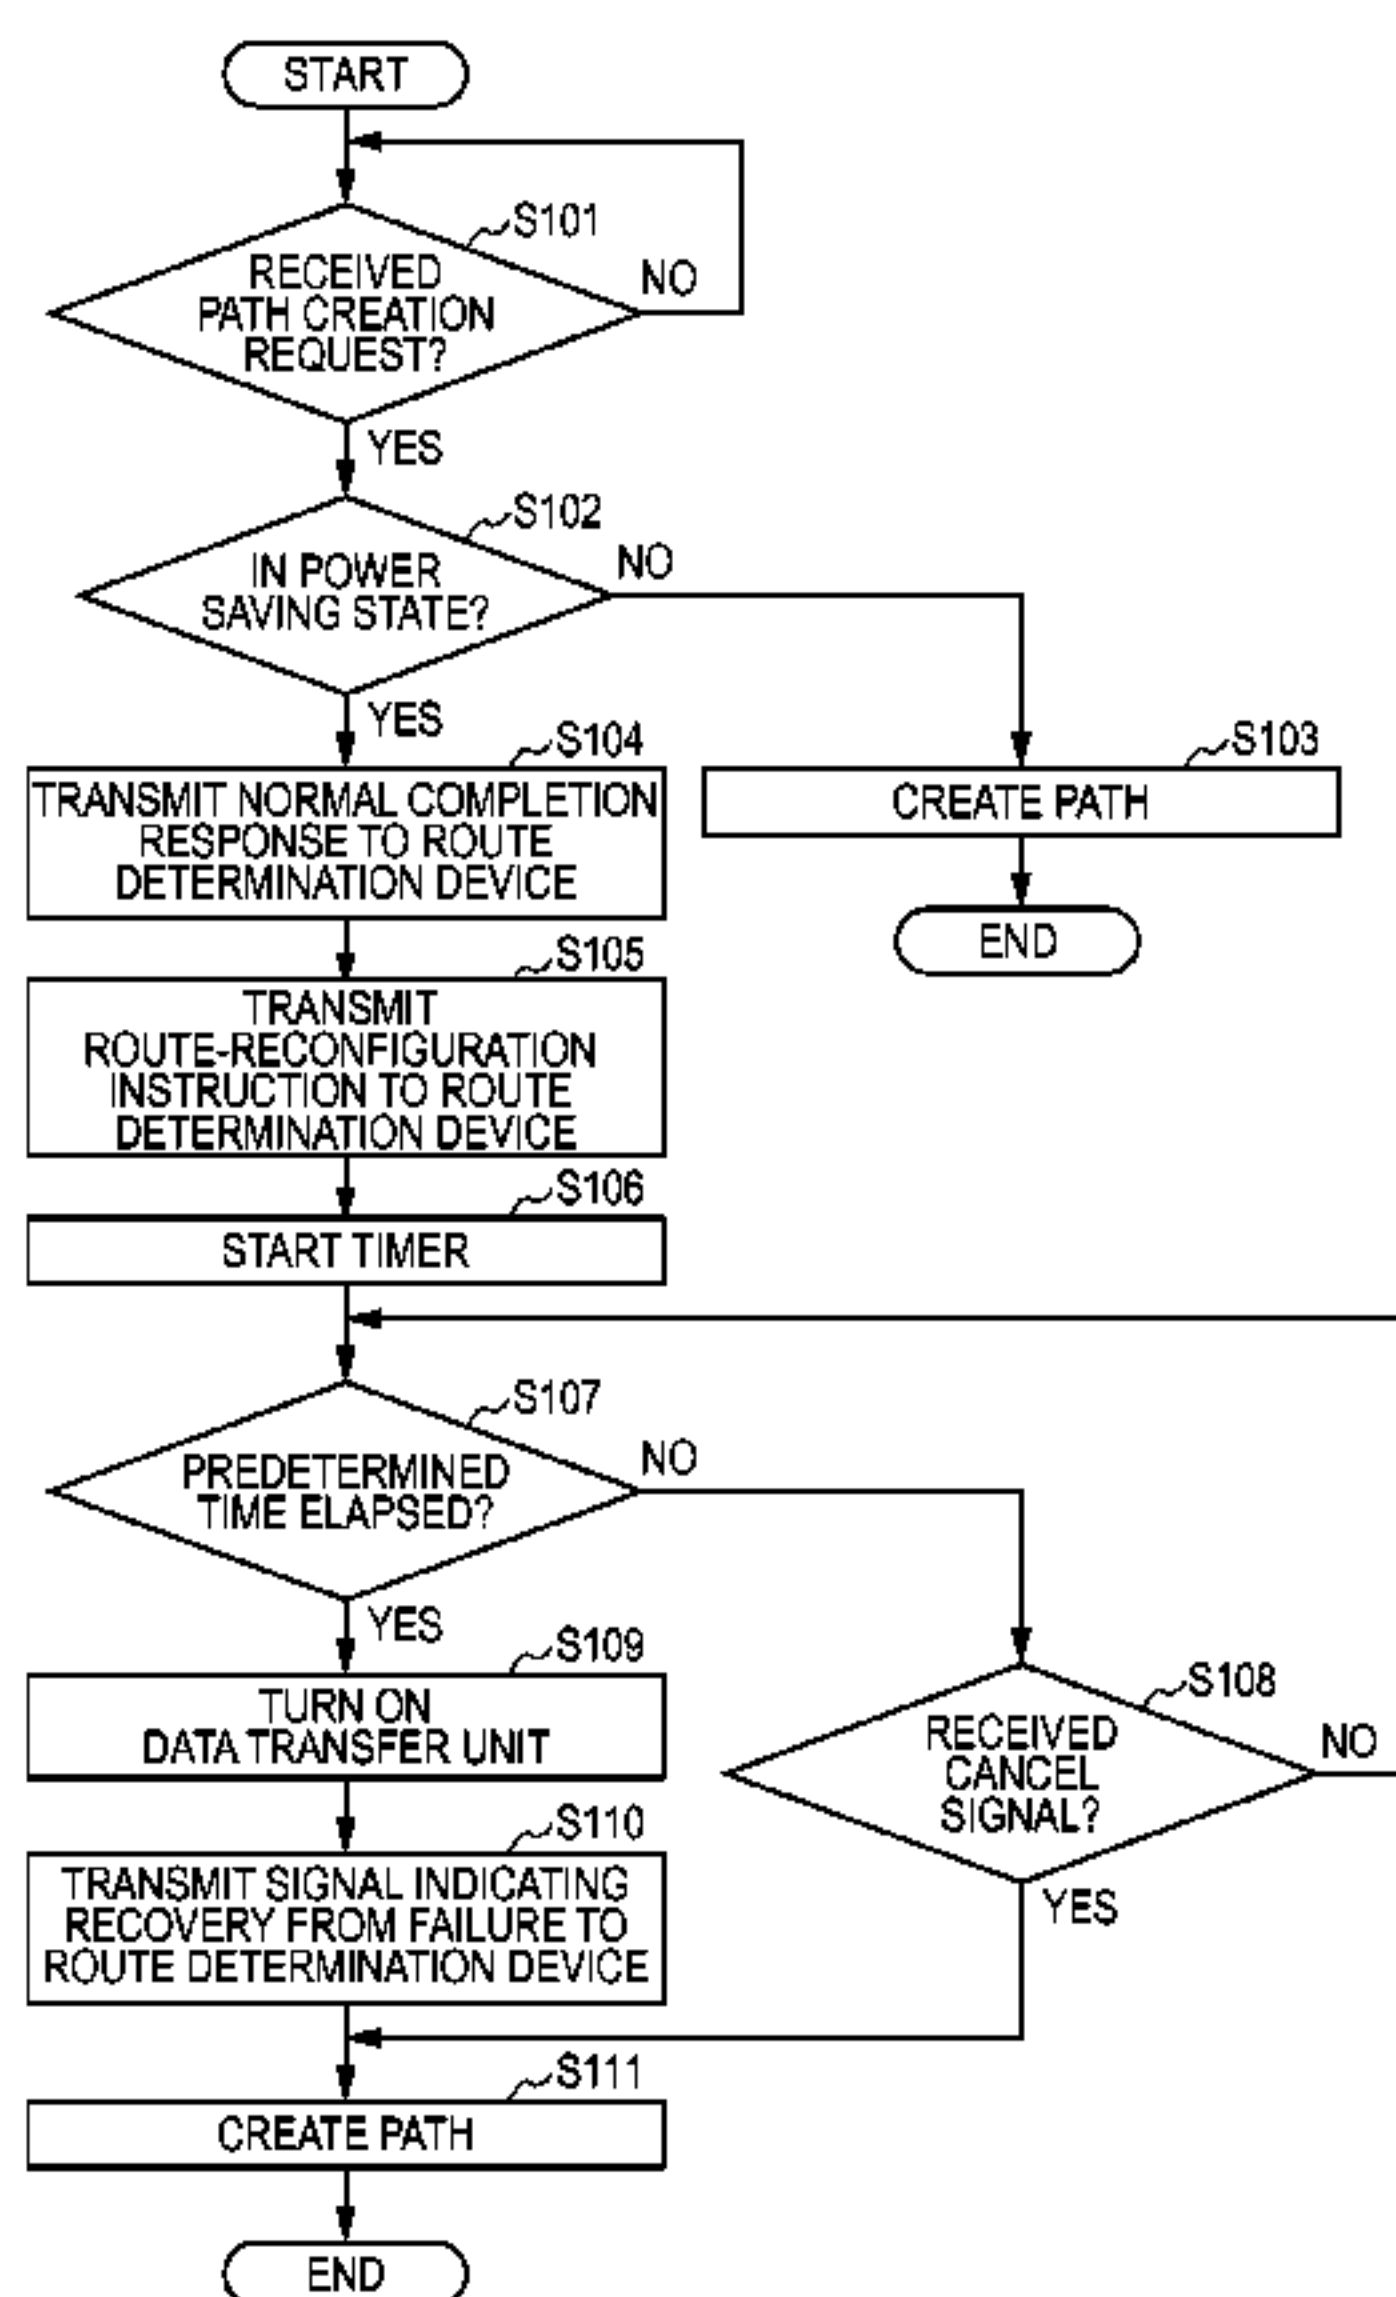 START
S101
RECEIVED
PATH CREATION
REQUEST?
NO
YES
S102
IN POWER
SAVING STATE?
NO
YES
S104
TRANSMIT NORMAL COMPLETION
RESPONSE TO ROUTE
DETERMINATION DEVICE
S103
CREATE PATH
END
S105
TRANSMIT
ROUTE-RECONFIGURATION
INSTRUCTION TO ROUTE
DETERMINATION DEVICE
S106
START TIMER
S107
PREDETERMINED
TIME ELAPSED?
NO
YES
S109
TURN ON
DATA TRANSFER UNIT
S108
RECEIVED
CANCEL
SIGNAL?
NO
YES
S110
TRANSMIT SIGNAL INDICATING
RECOVERY FROM FAILURE TO
ROUTE DETERMINATION DEVICE
S111
CREATE PATH
END